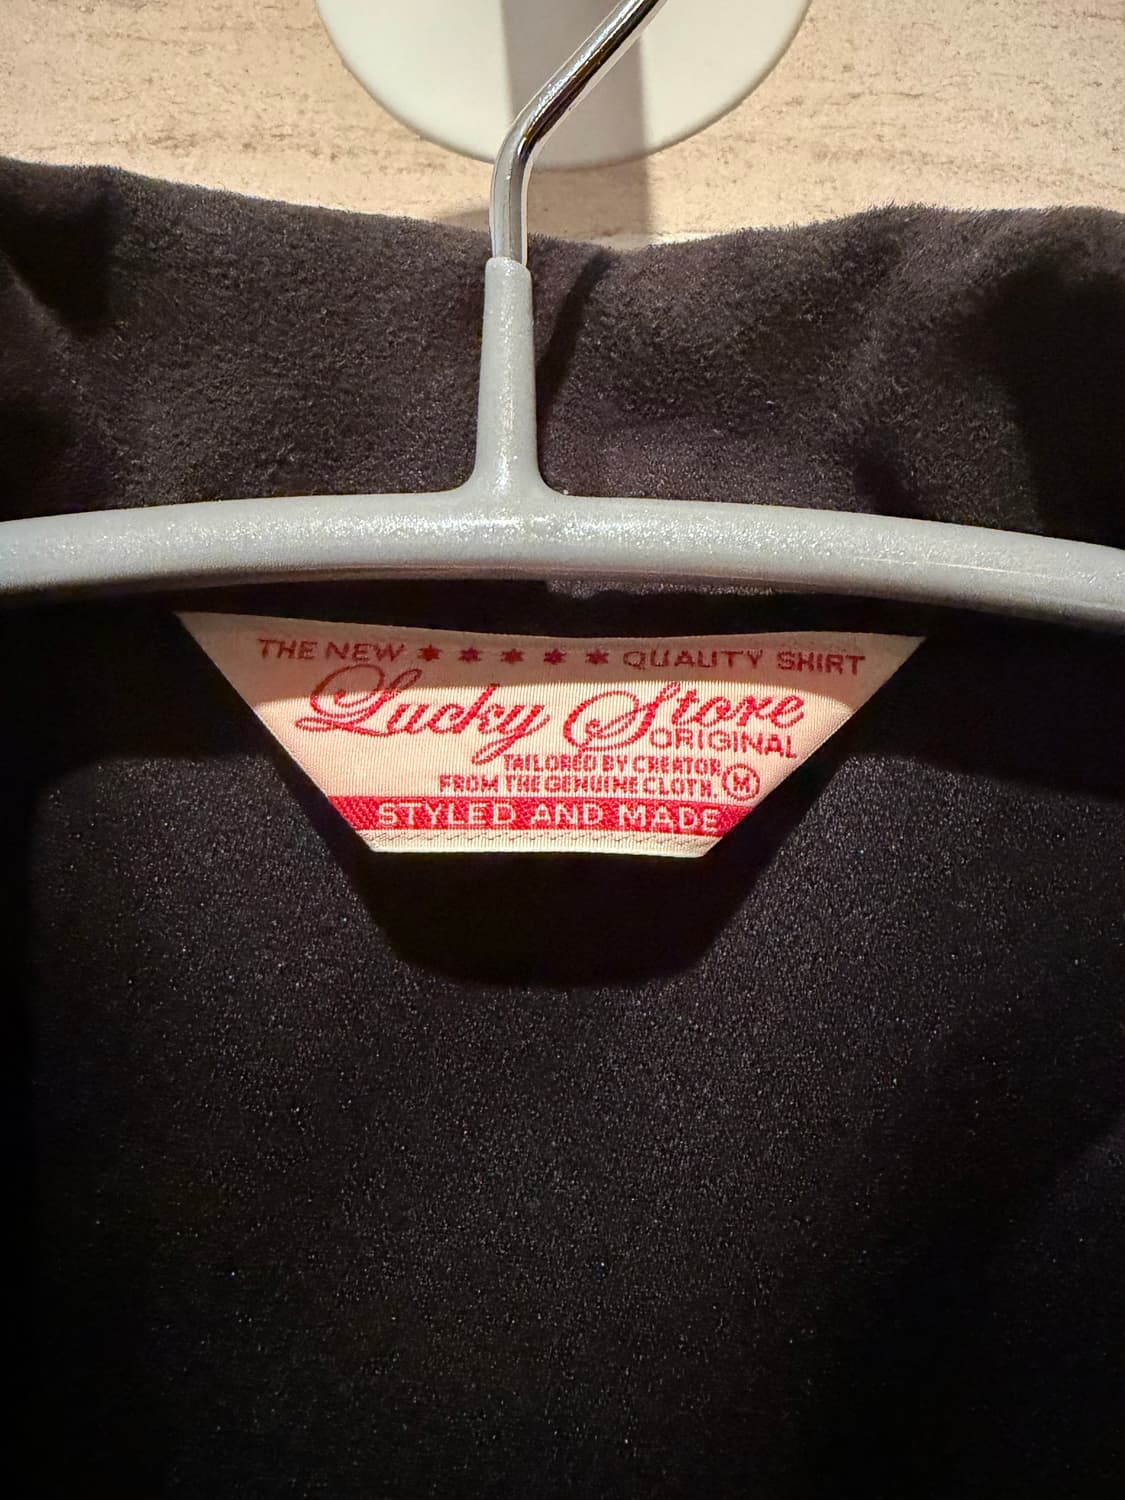 THE NEW ★ ★ ★ ★ ★ QUALITY SHIRT
Lucky Store
ORIGINAL
TAILORED BY CREATOR
FROM THE GENUINE CLOTH. M
STYLED AND MADE